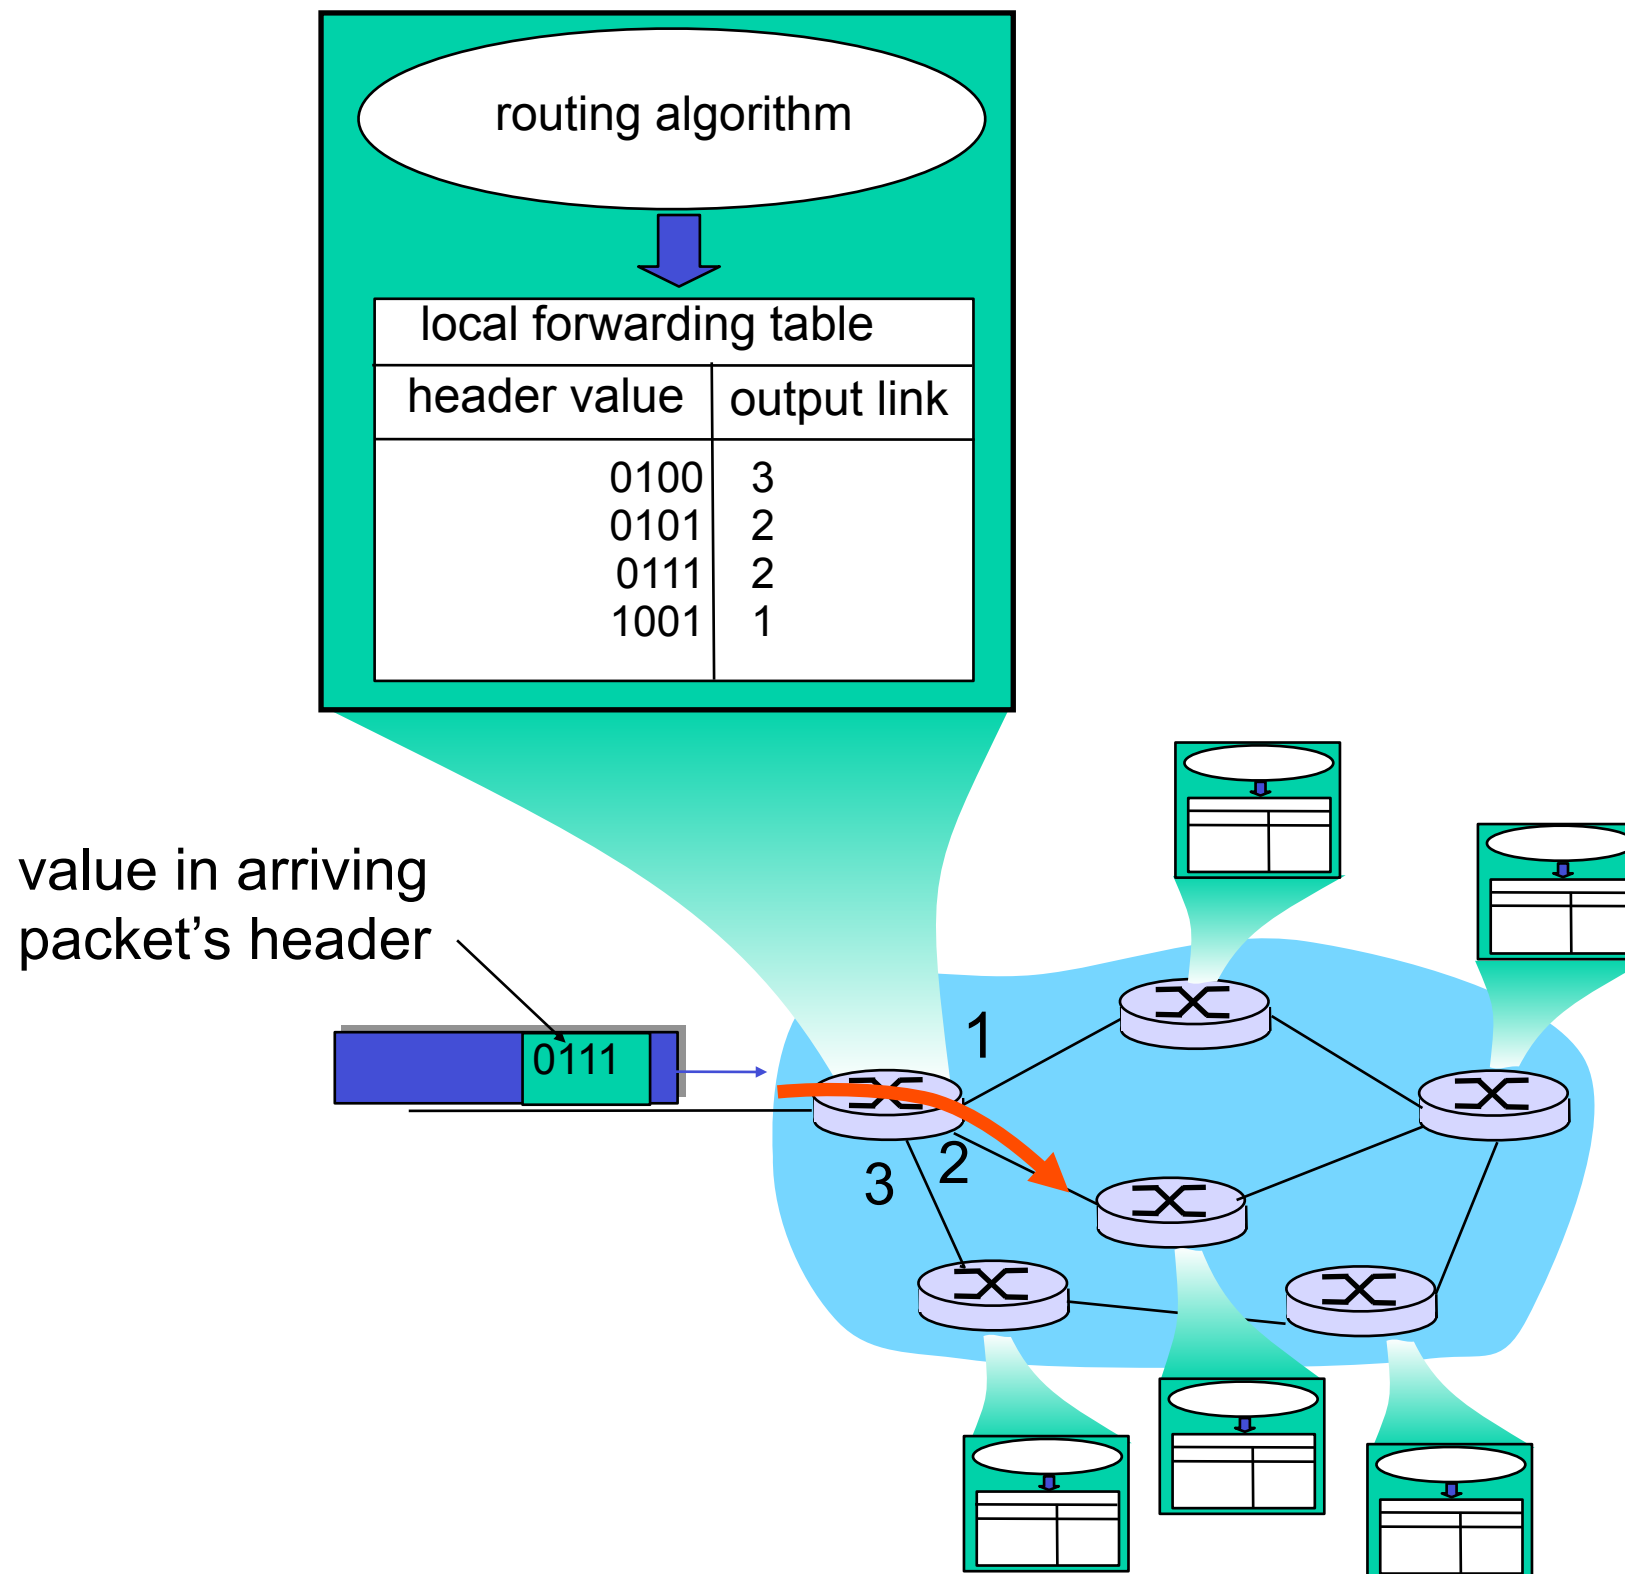 routing algorithm
local forwarding table
header value output link
0100 3
0101 2
0111 2
1001 1
value in arriving
packet’s header
0111
1
2
3